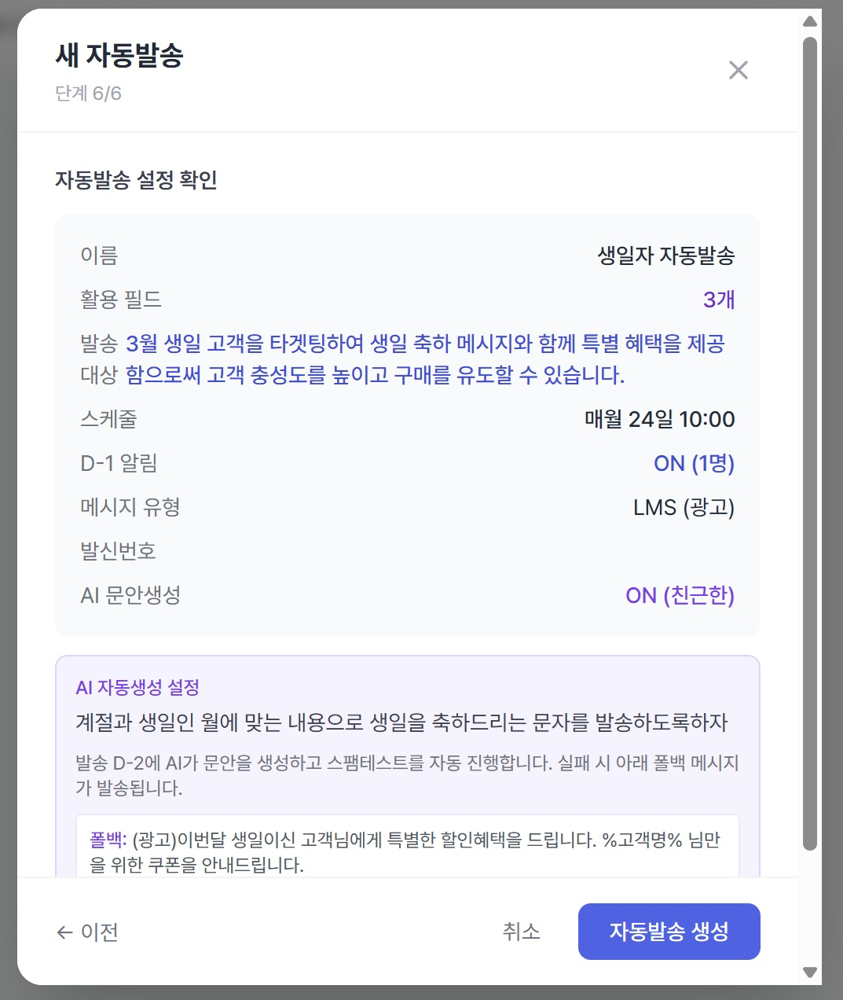 새 자동발송
단계 6/6
자동발송 설정 확인
이름 생일자 자동발송
활용 필드 3개
발송 3월 생일 고객을 타겟팅하여 생일 축하 메시지와 함께 특별 혜택을 제공
대상 함으로써 고객 충성도를 높이고 구매를 유도할 수 있습니다.
스케줄 매월 24일 10:00
D-1 알림 ON (1명)
메시지 유형 LMS (광고)
발신번호
AI 문안생성 ON (친근한)
AI 자동생성 설정
계절과 생일인 월에 맞는 내용으로 생일을 축하드리는 문자를 발송하도록하자
발송 D-2에 AI가 문안을 생성하고 스팸테스트를 자동 진행합니다. 실패 시 아래 폴백 메시지
가 발송됩니다.
폴백: (광고)이번달 생일이신 고객님에게 특별한 할인혜택을 드립니다. %고객명% 님만
을 위한 쿠폰을 안내드립니다.
← 이전 취소 자동발송 생성